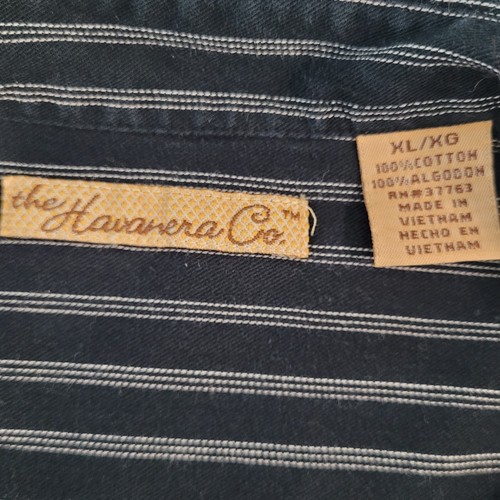 the Havanera Co.™
XL/XG
100% COTTON
100% ALGODON
RN#37763
MADE IN
VIETNAM
HECHO EN
VIETNAM